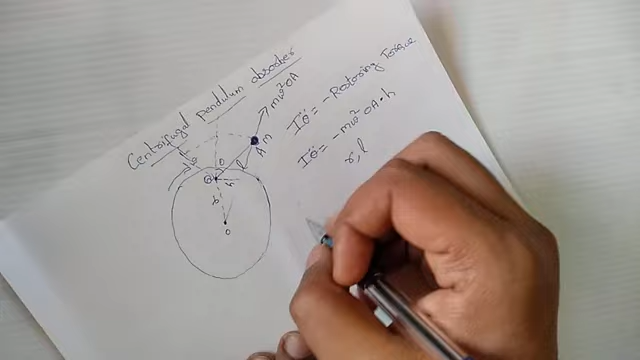 Centrifugal pendulum absorber
mω²OA
m
A
θ
l
h
r
O
Iθ̈ = -Restoring Torque
Iθ̈ = -mω²OA·h
r, l